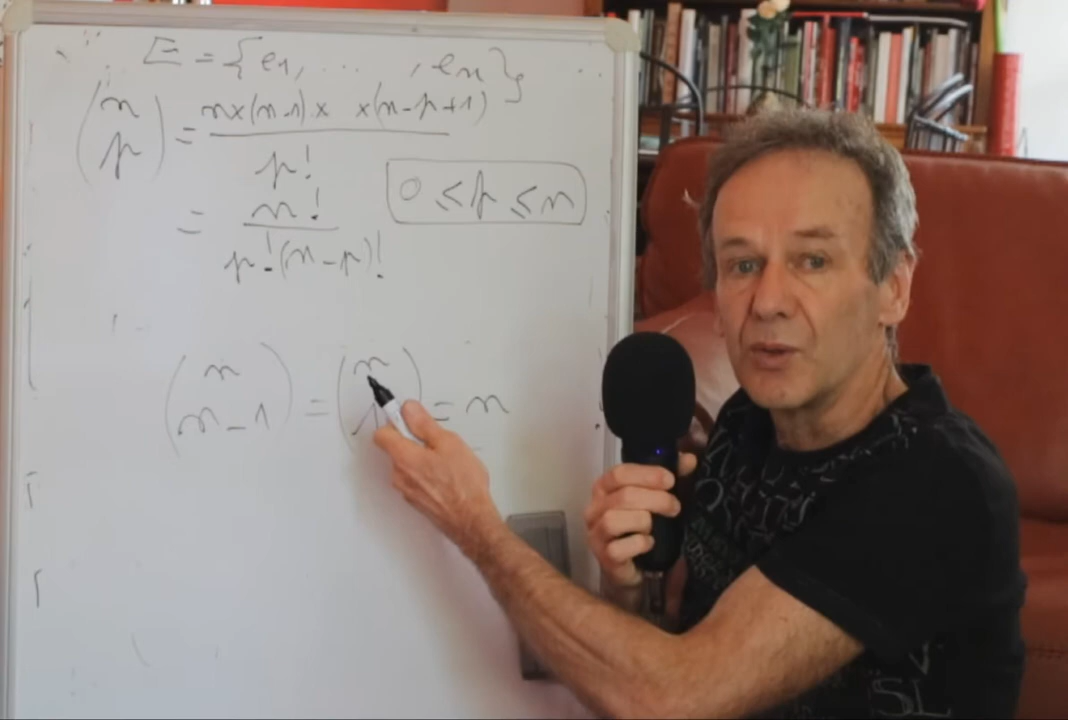 E = {e1, ... , en}
(n p) = n×(n-1)× ×(n-p+1) / p!
= n! / p!(n-p)!
0 ≤ p ≤ n
(n n-1) = (n 1) = n